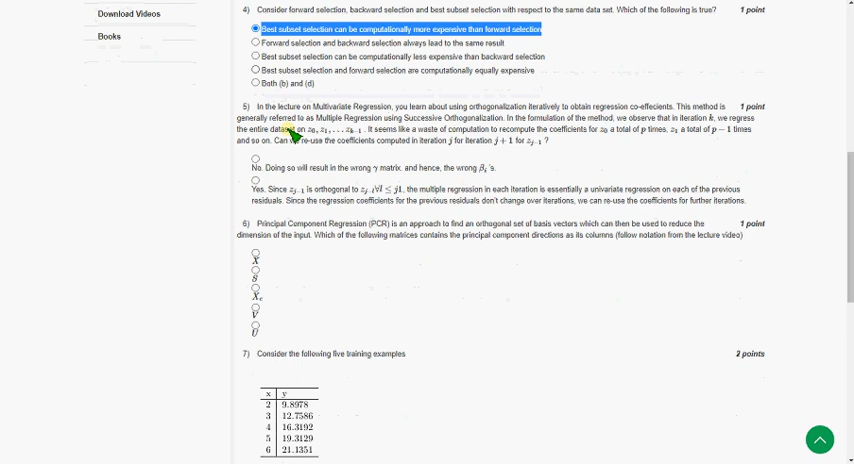 Download Videos
Books
4) Consider forward selection, backward selection and best subset selection with respect to the same data set. Which of the following is true? 1 point
Best subset selection can be computationally more expensive than forward selection
Forward selection and backward selection always lead to the same result
Best subset selection can be computationally less expensive than backward selection
Best subset selection and forward selection are computationally equally expensive
Both (b) and (d)
5) In the lecture on Multivariate Regression, you learn about using orthogonalization iteratively to obtain regression co-effecients. This method is 1 point
generally referred to as Multiple Regression using Successive Orthogonalization. In the formulation of the method, we observe that in iteration k, we regress
the entire dataset on z₀, z₁, . . . zₖ₋₁. It seems like a waste of computation to recompute the coefficients for z₀ a total of p times, z₁ a total of p − 1 times
and so on. Can we re-use the coefficients computed in iteration j for iteration j + 1 for zⱼ₋₁ ?
No. Doing so will result in the wrong γ matrix. and hence, the wrong βᵢ 's.
Yes. Since zⱼ₋₁ is orthogonal to zⱼ₋ₗ∀l ≤ j1, the multiple regression in each iteration is essentially a univariate regression on each of the previous
residuals. Since the regression coefficients for the previous residuals don't change over iterations, we can re-use the coefficients for further iterations.
6) Principal Component Regression (PCR) is an approach to find an orthogonal set of basis vectors which can then be used to reduce the 1 point
dimension of the input. Which of the following matrices contains the principal component directions as its columns (follow notation from the lecture video)
X
S
X_c
V
U
7) Consider the following five training examples 2 points
x y
2 9.8978
3 12.7586
4 16.3192
5 19.3129
6 21.1351